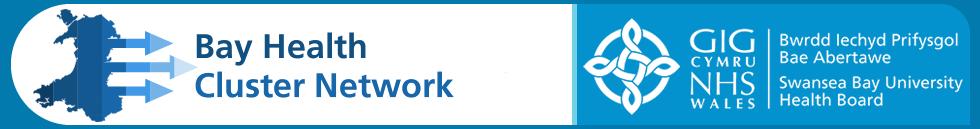 Bay Health
Cluster Network
GIG
CYMRU
NHS
WALES
Bwrdd Iechyd Prifysgol
Bae Abertawe
Swansea Bay University
Health Board